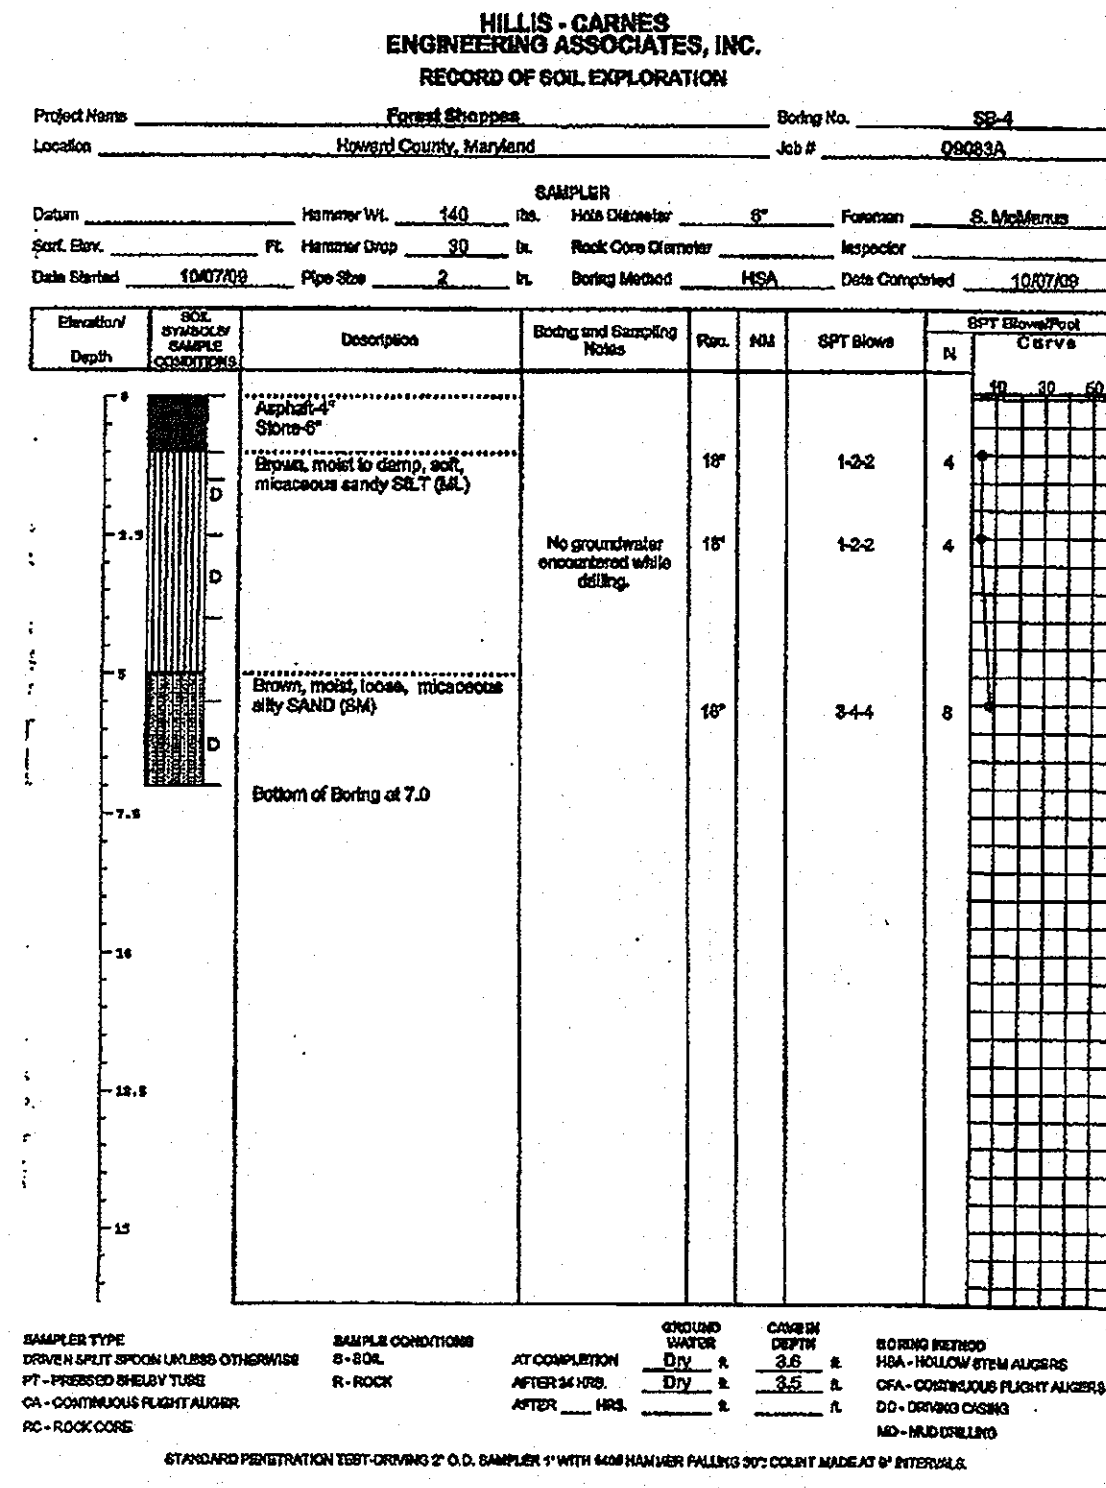 HILLIS - CARNES
ENGINEERING ASSOCIATES, INC.
RECORD OF SOIL EXPLORATION
Project Name Forest Shoppes Boring No. SB-4
Location Howard County, Maryland Job # 09083A
SAMPLER
Datum Hammer Wt. 140 lbs. Hole Diameter 6" Foreman S. McManus
Surf. Elev. Ft. Hammer Drop 30 in. Rock Core Diameter Inspector
Date Started 10/07/09 Pipe Size 2 in. Boring Method HSA Date Completed 10/07/09
Elevation/ Depth
SOIL SYMBOLS/ SAMPLE CONDITIONS
Description
Boring and Sampling Notes
Rec.
NM
SPT Blows
SPT Blows/Foot
N
Curve
10 30 50
Asphalt-4"
Stone-6"
Brown, moist to damp, soft, 18" 1-2-2 4
micaceous sandy SILT (ML)
D
2.5
No groundwater 18" 1-2-2 4
encountered while
drilling.
D
5
Brown, moist, loose, micaceous
silty SAND (SM) 18" 3-4-4 8
D
Bottom of Boring at 7.0
7.5
10
12.5
15
SAMPLER TYPE
DRIVEN SPLIT SPOON UNLESS OTHERWISE
PT - PRESSED SHELBY TUBE
CA - CONTINUOUS FLIGHT AUGER
RC - ROCK CORE
SAMPLE CONDITIONS
S - SOIL
R - ROCK
GROUND WATER
CAVE IN DEPTH
AT COMPLETION Dry ft. 3.6 ft.
AFTER 24 HRS. Dry ft. 3.5 ft.
AFTER ____ HRS. ft. ft.
BORING METHOD
HSA - HOLLOW STEM AUGERS
CFA - CONTINUOUS FLIGHT AUGERS
DC - DRIVING CASING
MD - MUD DRILLING
STANDARD PENETRATION TEST-DRIVING 2" O.D. SAMPLER 1' WITH 140# HAMMER FALLING 30"; COUNT MADE AT 6" INTERVALS.